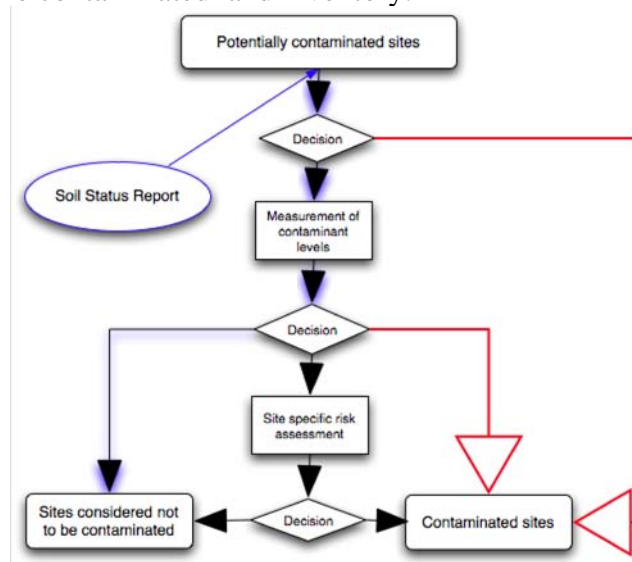 Potentially contaminated sites
Decision
Soil Status Report
Measurement of
contaminant
levels
Decision
Site specific risk
assessment
Sites considered not
to be contaminated
Decision
Contaminated sites